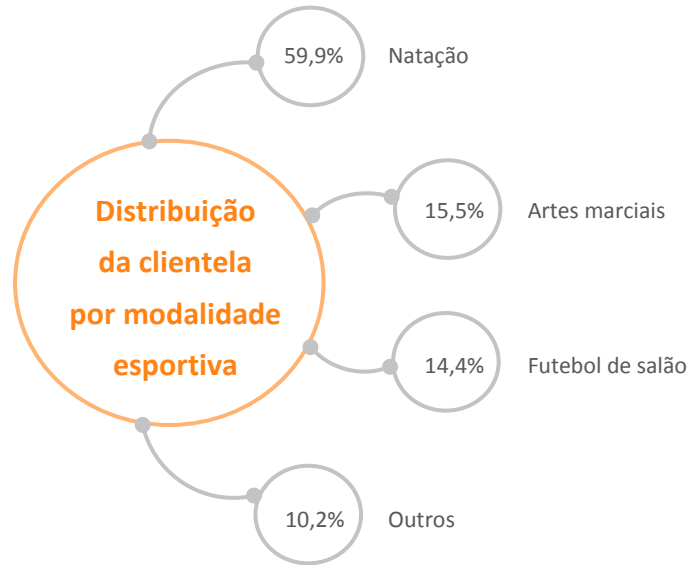 59,9% Natação
Distribuição
da clientela
por modalidade
esportiva
15,5% Artes marciais
14,4% Futebol de salão
10,2% Outros